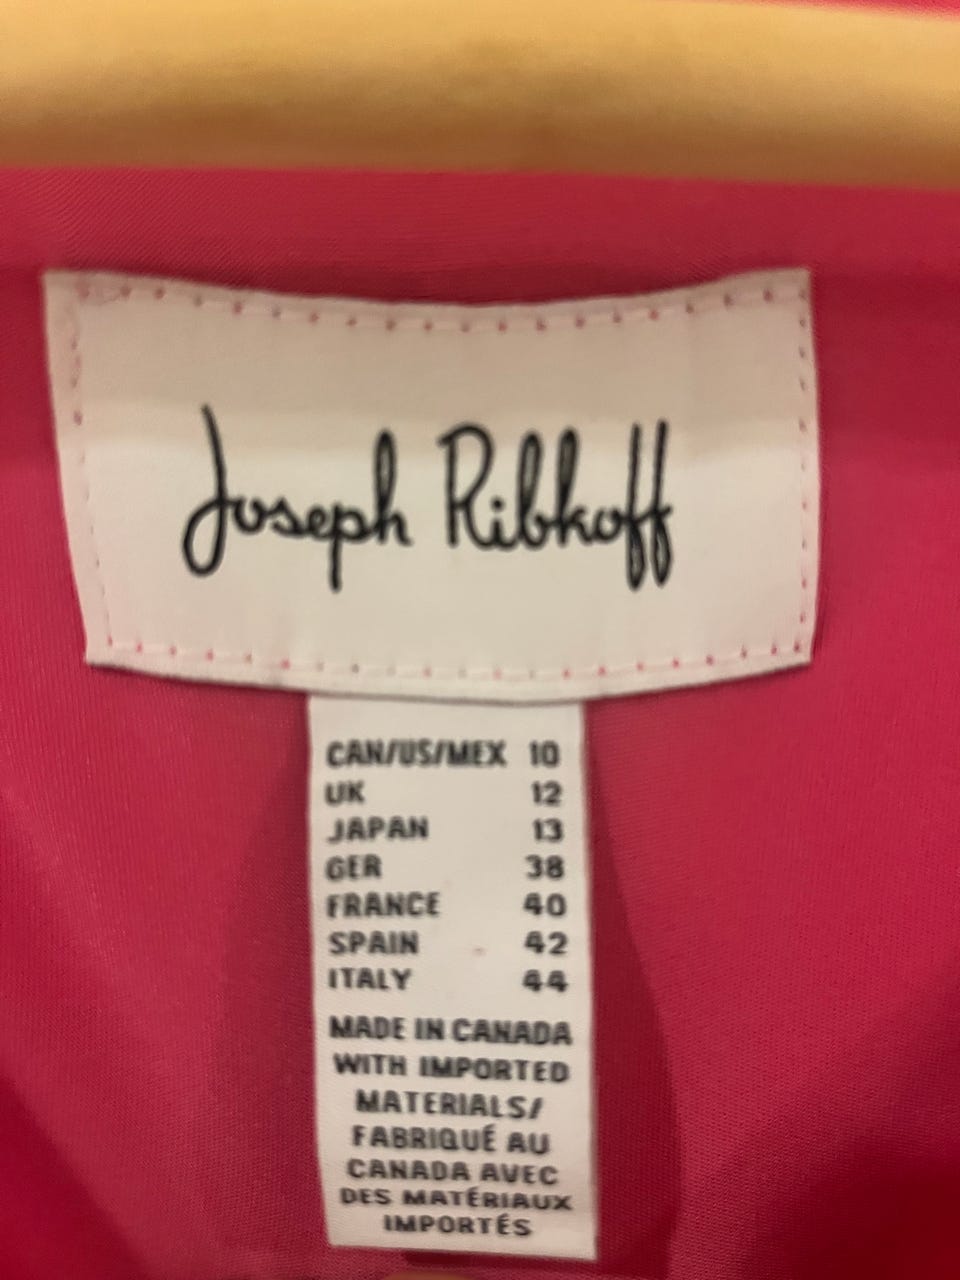 Joseph Ribkoff
CAN/US/MEX 10
UK 12
JAPAN 13
GER 38
FRANCE 40
SPAIN 42
ITALY 44
MADE IN CANADA
WITH IMPORTED
MATERIALS/
FABRIQUÉ AU
CANADA AVEC
DES MATÉRIAUX
IMPORTÉS